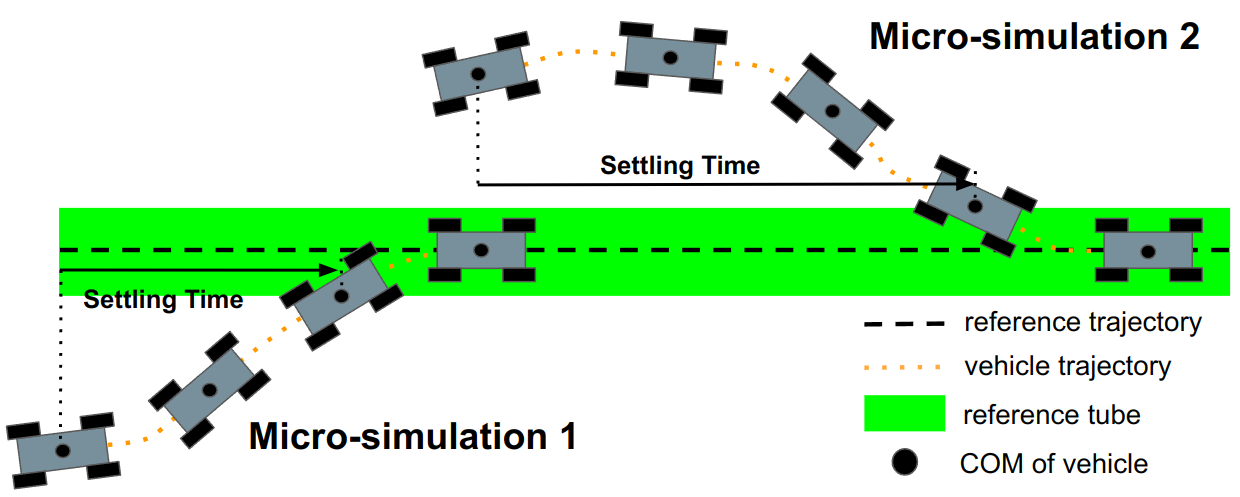 Micro-simulation 2
Settling Time
Settling Time
reference trajectory
vehicle trajectory
reference tube
Micro-simulation 1
COM of vehicle